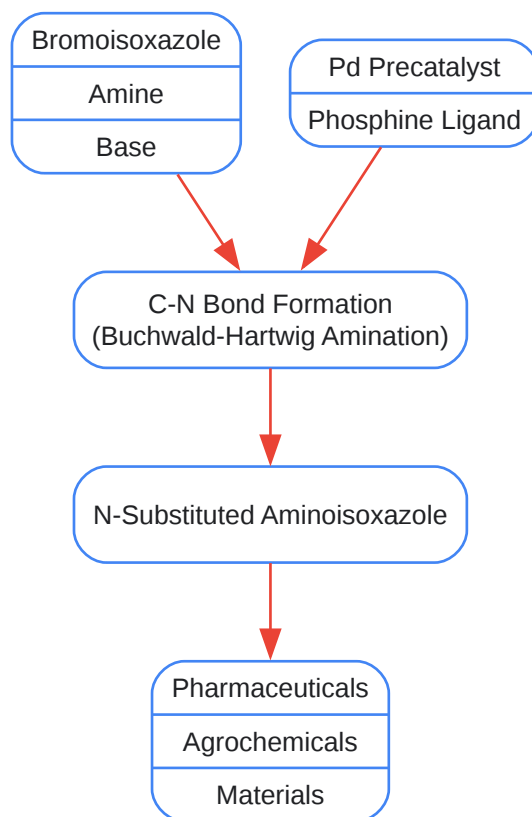 Bromoisoxazole
Amine
Base
Pd Precatalyst
Phosphine Ligand
C-N Bond Formation
(Buchwald-Hartwig Amination)
N-Substituted Aminoisoxazole
Pharmaceuticals
Agrochemicals
Materials